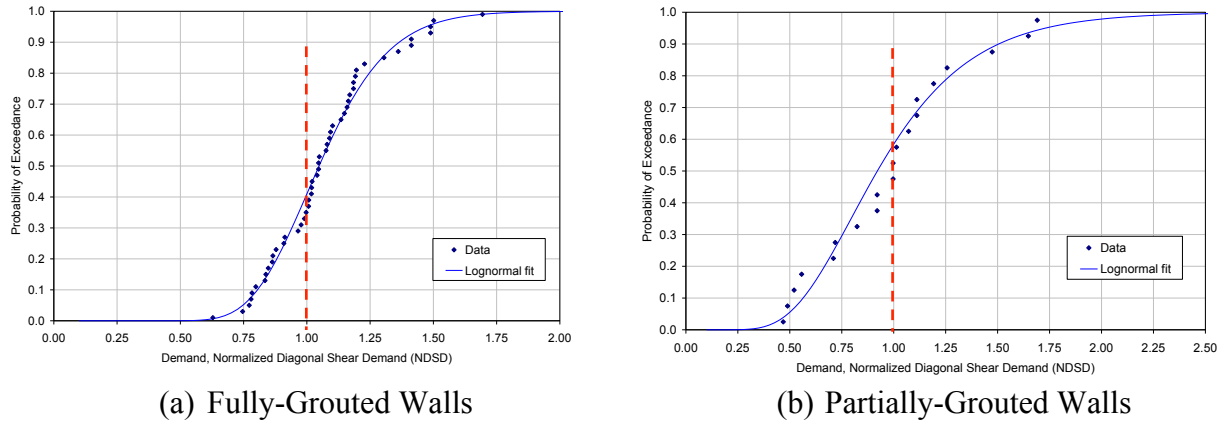 1.0
0.9
0.8
0.7
0.6
0.5
0.4
0.3
0.2
0.1
0.0
Probability of Exceedance
Data
Lognormal fit
0.00 0.25 0.50 0.75 1.00 1.25 1.50 1.75 2.00
Demand, Normalized Diagonal Shear Demand (NDSD)
(a) Fully-Grouted Walls
1.0
0.9
0.8
0.7
0.6
0.5
0.4
0.3
0.2
0.1
0.0
Probability of Exceedance
Data
Lognormal fit
0.00 0.25 0.50 0.75 1.00 1.25 1.50 1.75 2.00 2.25 2.50
Demand, Normalized Diagonal Shear Demand (NDSD)
(b) Partially-Grouted Walls